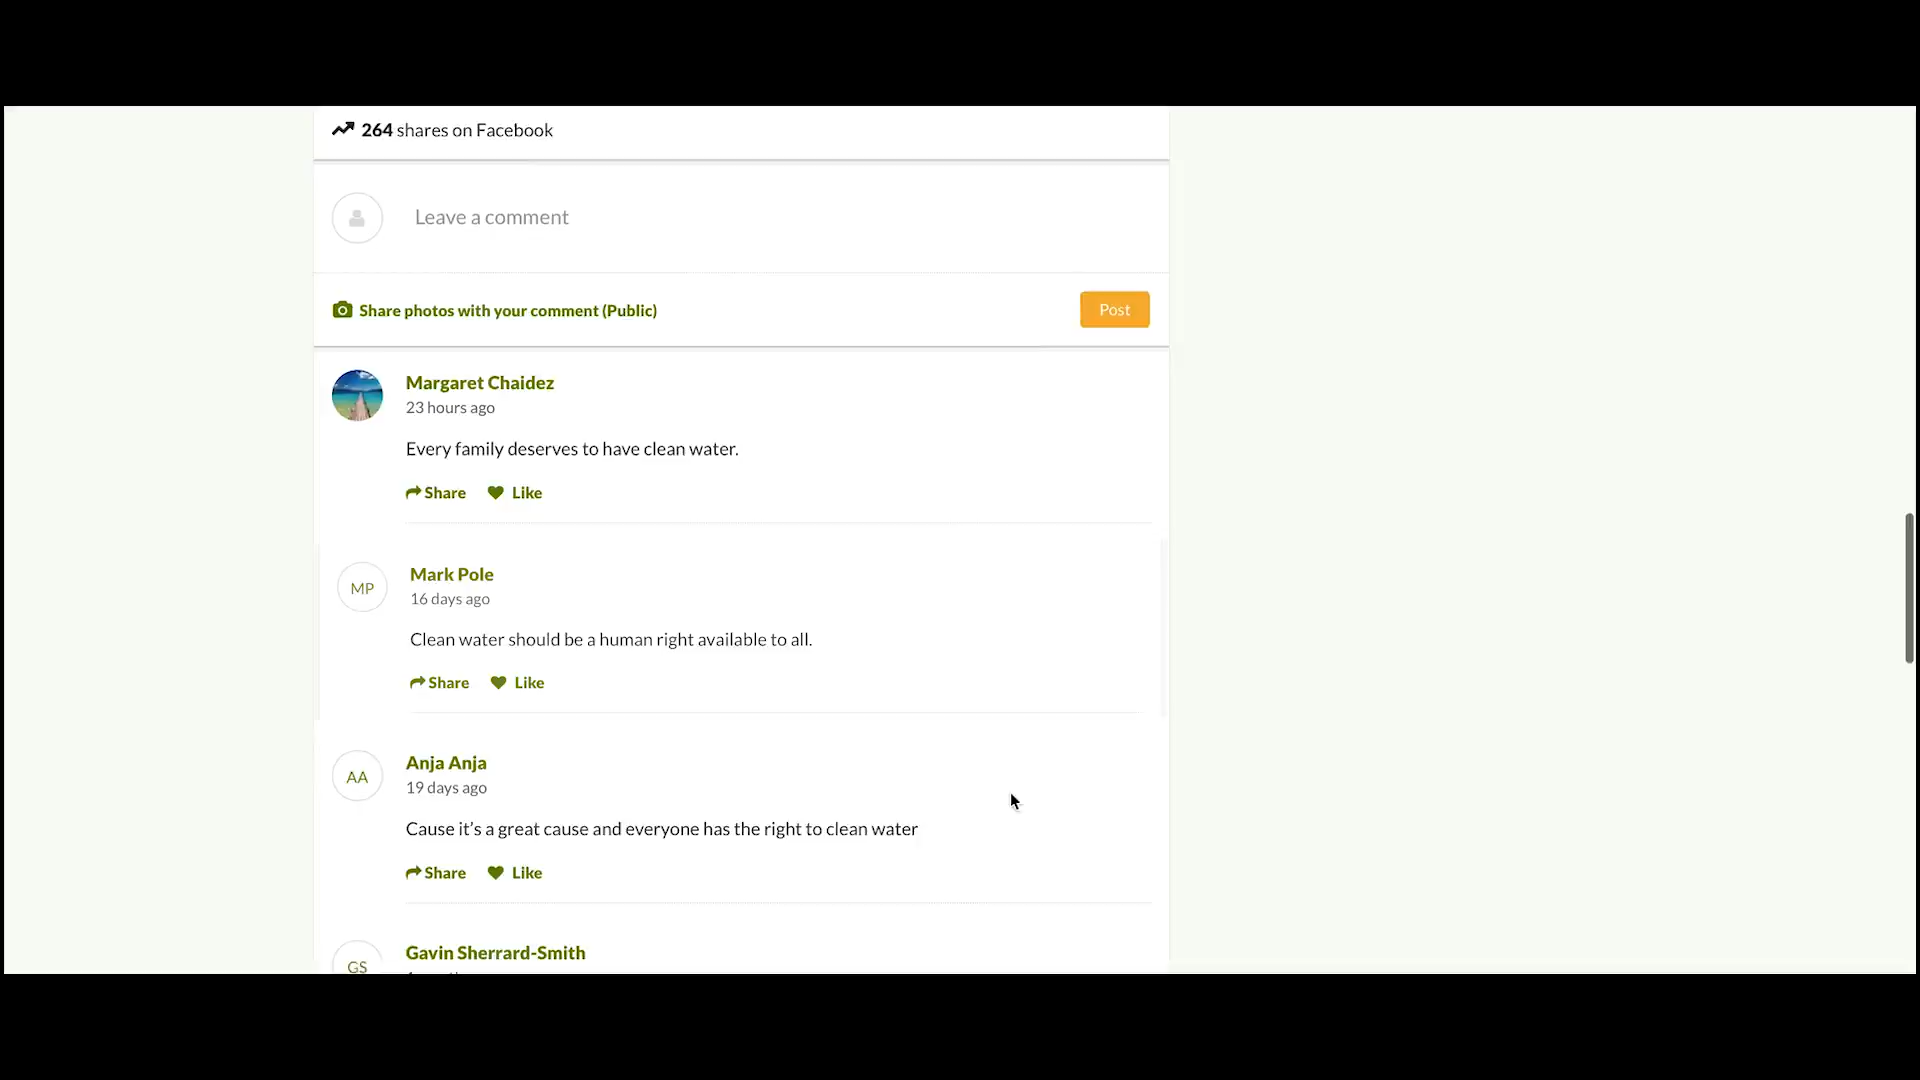 264 shares on Facebook
Leave a comment
Share photos with your comment (Public)
Post
Margaret Chaidez
23 hours ago
Every family deserves to have clean water.
Share Like
MP
Mark Pole
16 days ago
Clean water should be a human right available to all.
Share Like
AA
Anja Anja
19 days ago
Cause it's a great cause and everyone has the right to clean water
Share Like
GS
Gavin Sherrard-Smith